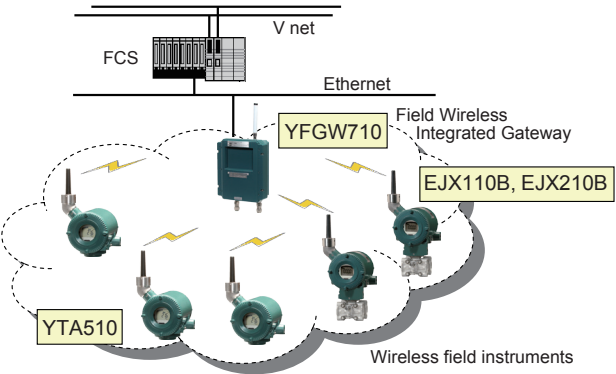 V net
FCS
Ethernet
YFGW710
Field Wireless
Integrated Gateway
EJX110B, EJX210B
YTA510
Wireless field instruments